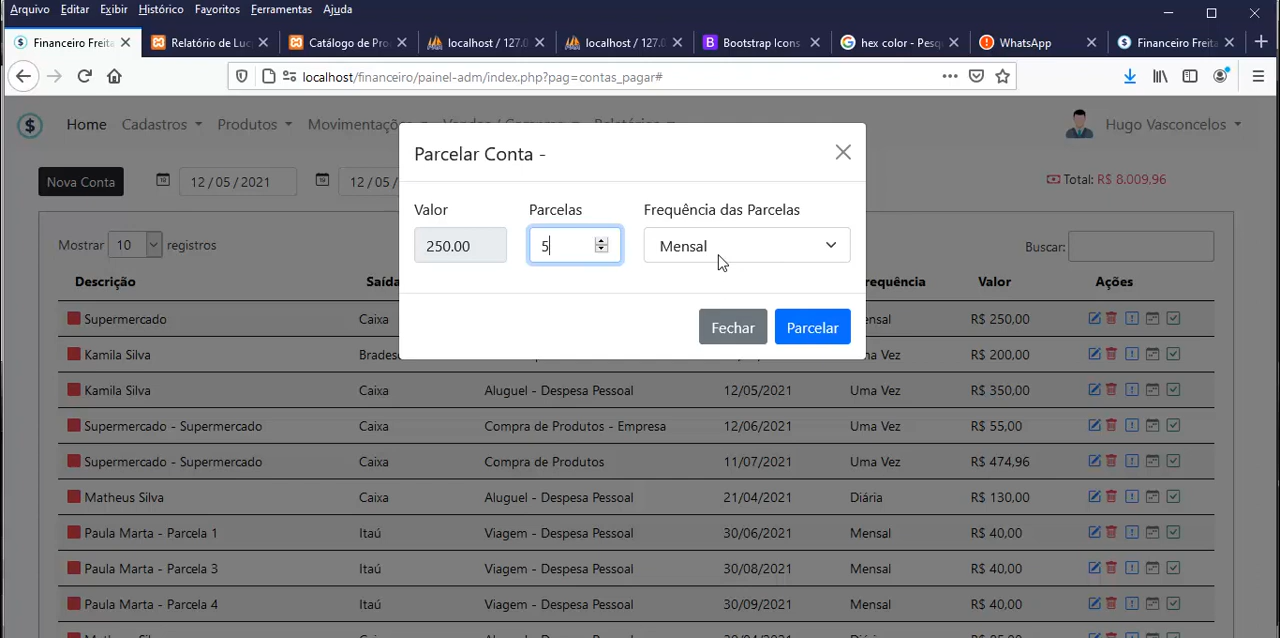 Arquivo Editar Exibir Histórico Favoritos Ferramentas Ajuda
Financeiro Freita Relatório de Luc Catálogo de Pro localhost / 127.0 localhost / 127.0 Bootstrap Icons hex color - Pesq WhatsApp Financeiro Freita
localhost/financeiro/painel-adm/index.php?pag=contas_pagar#
$ Home Cadastros Produtos Movimentações Hugo Vasconcelos
Parcelar Conta -
Nova Conta 12/05/2021 12/05/ Total: R$ 8.009,96
Valor Parcelas Frequência das Parcelas
250.00 5 Mensal
Mostrar 10 registros Buscar:
Descrição Saída requência Valor Ações
Fechar Parcelar
Supermercado Caixa ensal R$ 250,00
Kamila Silva Bradesc Uma Vez R$ 200,00
Kamila Silva Caixa Aluguel - Despesa Pessoal 12/05/2021 Uma Vez R$ 350,00
Supermercado - Supermercado Caixa Compra de Produtos - Empresa 12/06/2021 Uma Vez R$ 55,00
Supermercado - Supermercado Caixa Compra de Produtos 11/07/2021 Uma Vez R$ 474,96
Matheus Silva Caixa Aluguel - Despesa Pessoal 21/04/2021 Diária R$ 130,00
Paula Marta - Parcela 1 Itaú Viagem - Despesa Pessoal 30/06/2021 Mensal R$ 40,00
Paula Marta - Parcela 3 Itaú Viagem - Despesa Pessoal 30/08/2021 Mensal R$ 40,00
Paula Marta - Parcela 4 Itaú Viagem - Despesa Pessoal 30/09/2021 Mensal R$ 40,00